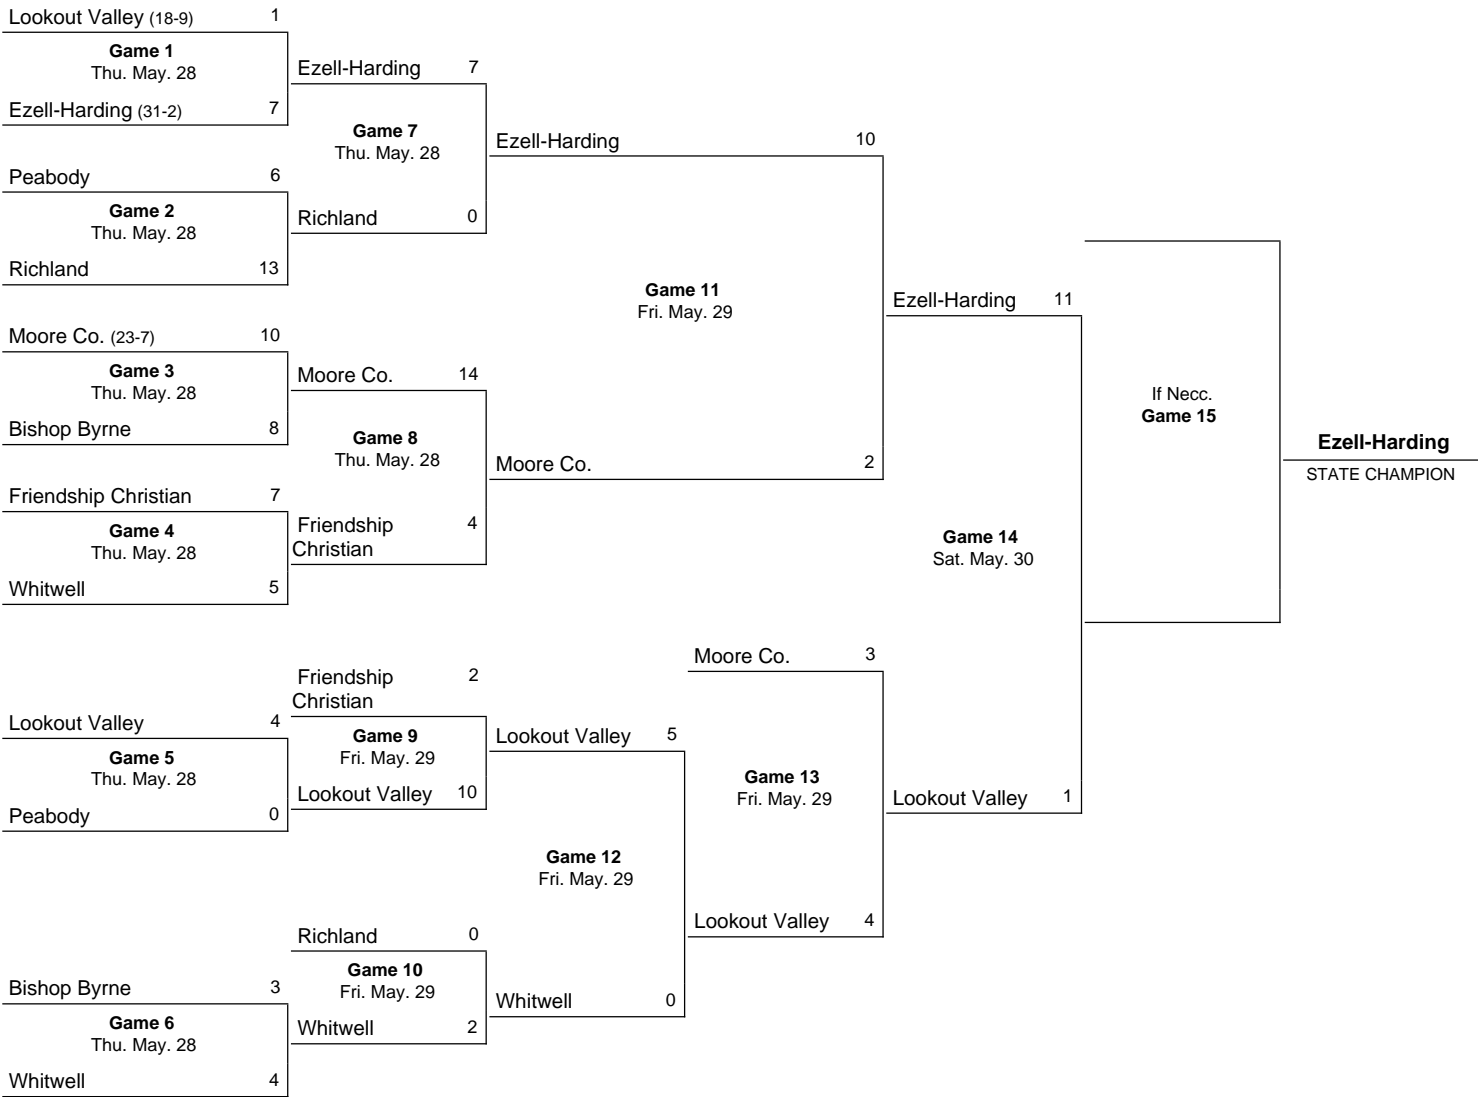 Lookout Valley (18-9) 1
Game 1
Thu. May. 28
Ezell-Harding (31-2) 7
Peabody 6
Game 2
Thu. May. 28
Richland 13
Moore Co. (23-7) 10
Game 3
Thu. May. 28
Bishop Byrne 8
Friendship Christian 7
Game 4
Thu. May. 28
Whitwell 5
Lookout Valley 4
Game 5
Thu. May. 28
Peabody 0
Bishop Byrne 3
Game 6
Thu. May. 28
Whitwell 4
Ezell-Harding 7
Game 7
Thu. May. 28
Richland 0
Moore Co. 14
Game 8
Thu. May. 28
Friendship 4
Christian
Friendship 2
Christian
Game 9
Fri. May. 29
Lookout Valley 10
Richland 0
Game 10
Fri. May. 29
Whitwell 2
Ezell-Harding 10
Game 11
Fri. May. 29
Moore Co. 2
Lookout Valley 5
Game 12
Fri. May. 29
Whitwell 0
Moore Co. 3
Game 13
Fri. May. 29
Lookout Valley 4
Ezell-Harding 11
Game 14
Sat. May. 30
Lookout Valley 1
If Necc.
Game 15
Ezell-Harding
STATE CHAMPION